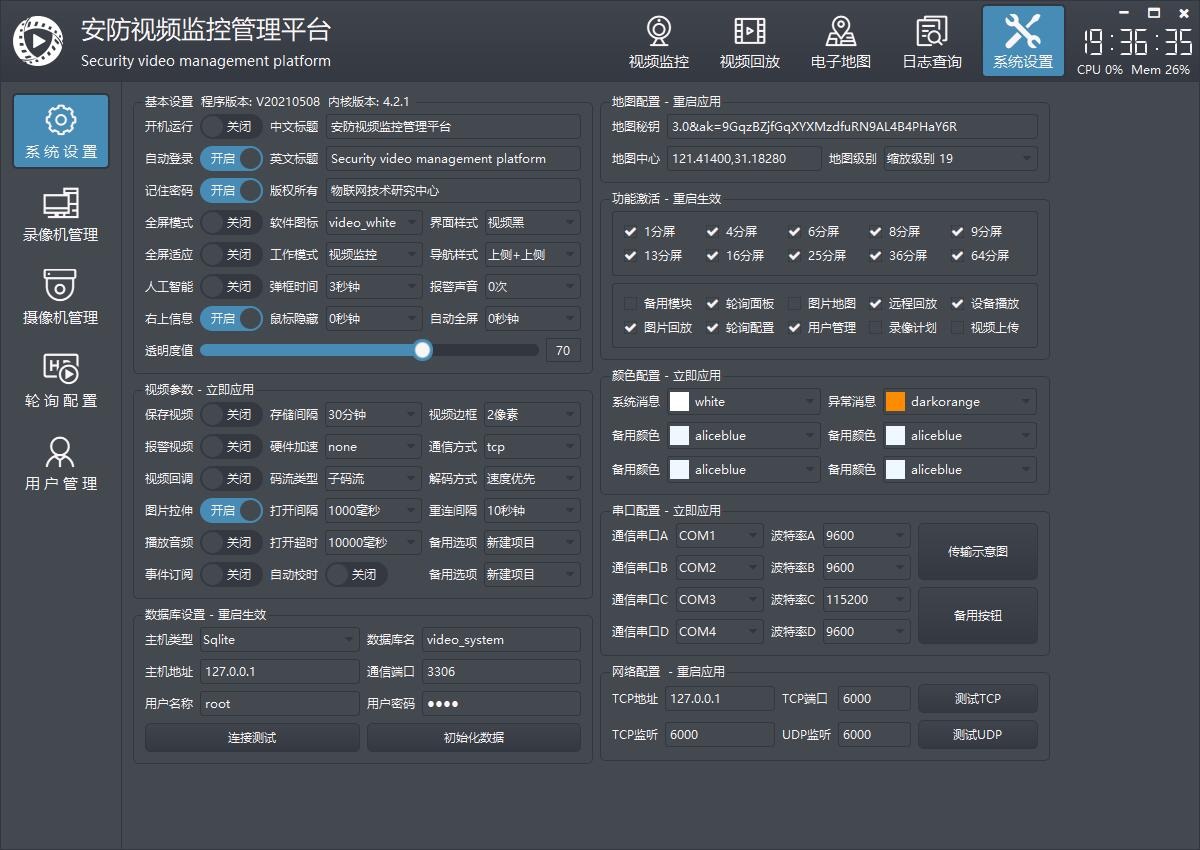 安防视频监控管理平台
Security video management platform
视频监控 视频回放 电子地图 日志查询 系统设置
19:36:35
CPU 0% Mem 26%
系统设置
录像机管理
摄像机管理
轮询配置
用户管理
基本设置 程序版本: V20210508 内核版本: 4.2.1
开机运行 关闭 中文标题 安防视频监控管理平台
自动登录 开启 英文标题 Security video management platform
记住密码 开启 版权所有 物联网技术研究中心
全屏模式 关闭 软件图标 video_white 界面样式 视频黑
全屏适应 关闭 工作模式 视频监控 导航样式 上侧+上侧
人工智能 关闭 弹框时间 3秒钟 报警声音 0次
右上信息 开启 鼠标隐藏 0秒钟 自动全屏 0秒钟
透明度值 70
视频参数 - 立即应用
保存视频 关闭 存储间隔 30分钟 视频边框 2像素
报警视频 关闭 硬件加速 none 通信方式 tcp
视频回调 关闭 码流类型 子码流 解码方式 速度优先
图片拉伸 开启 打开间隔 1000毫秒 重连间隔 10秒钟
播放音频 关闭 打开超时 10000毫秒 备用选项 新建项目
事件订阅 关闭 自动校时 关闭 备用选项 新建项目
数据库设置 - 重启生效
主机类型 Sqlite 数据库名 video_system
主机地址 127.0.0.1 通信端口 3306
用户名称 root 用户密码 ●●●●
连接测试 初始化数据
地图配置 - 重启应用
地图秘钥 3.0&ak=9GqzBZjfGqXYXMzdfuRN9AL4B4PHaY6R
地图中心 121.41400,31.18280 地图级别 缩放级别 19
功能激活 - 重启生效
1分屏 4分屏 6分屏 8分屏 9分屏
13分屏 16分屏 25分屏 36分屏 64分屏
备用模块 轮询面板 图片地图 远程回放 设备播放
图片回放 轮询配置 用户管理 录像计划 视频上传
颜色配置 - 立即应用
系统消息 white 异常消息 darkorange
备用颜色 aliceblue 备用颜色 aliceblue
备用颜色 aliceblue 备用颜色 aliceblue
串口配置 - 立即应用
通信串口A COM1 波特率A 9600
通信串口B COM2 波特率B 9600
传输示意图
通信串口C COM3 波特率C 115200
通信串口D COM4 波特率D 9600
备用按钮
网络配置 - 重启应用
TCP地址 127.0.0.1 TCP端口 6000 测试TCP
TCP监听 6000 UDP监听 6000 测试UDP